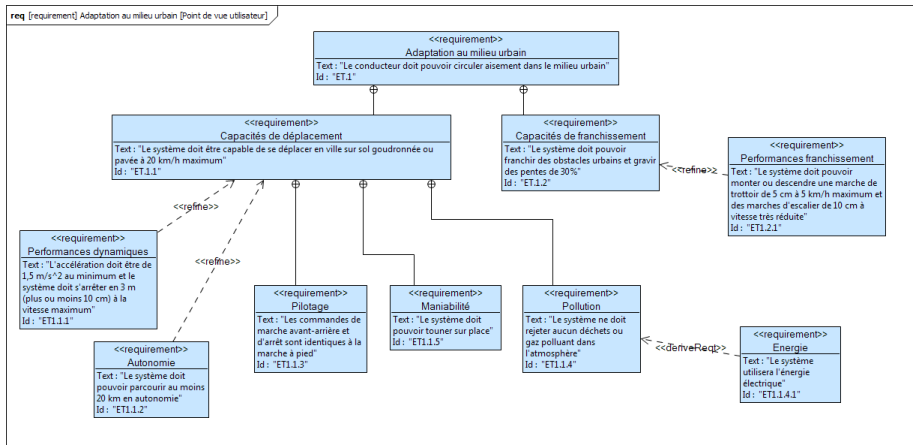 req [requirement] Adaptation au milieu urbain [Point de vue utilisateur]
<<requirement>>
Adaptation au milieu urbain
Text : "Le conducteur doit pouvoir circuler aisement dans le milieu urbain"
Id : "ET.1"
<<requirement>>
Capacités de déplacement
Text : "Le système doit être capable de se déplacer en ville sur sol goudronnée ou
pavée à 20 km/h maximum"
Id : "ET.1.1"
<<requirement>>
Capacités de franchissement
Text : "Le système doit pouvoir
franchir des obstacles urbains et gravir
des pentes de 30%"
Id : "ET.1.2"
<<refine>>
<<requirement>>
Performances franchissement
Text : "Le système doit pouvoir
monter ou descendre une marche de
trottoir de 5 cm à 5 km/h maximum et
des marches d'escalier de 10 cm à
vitesse très réduite"
Id : "ET1.2.1"
<<refine>>
<<requirement>>
Performances dynamiques
Text : "L'accélération doit être de
1,5 m/s^2 au minimum et le
système doit s'arrêter en 3 m
(plus ou moins 10 cm) à la
vitesse maximum"
Id : "ET1.1.1"
<<refine>>
<<requirement>>
Autonomie
Text : "Le système doit
pouvoir parcourir au moins
20 km en autonomie"
Id : "ET1.1.2"
<<requirement>>
Pilotage
Text : "Les commandes de
marche avant-arrière et
d'arrêt sont identiques à la
marche à pied"
Id : "ET1.1.3"
<<requirement>>
Maniabilité
Text : "Le système doit
pouvoir touner sur place"
Id : "ET1.1.5"
<<requirement>>
Pollution
Text : "Le système ne doit
rejeter aucun déchets ou
gaz polluant dans
l'atmosphère"
Id : "ET1.1.4"
<<deriveReqt>>
<<requirement>>
Energie
Text : "Le système
utilisera l'énergie
électrique"
Id : "ET1.1.4.1"